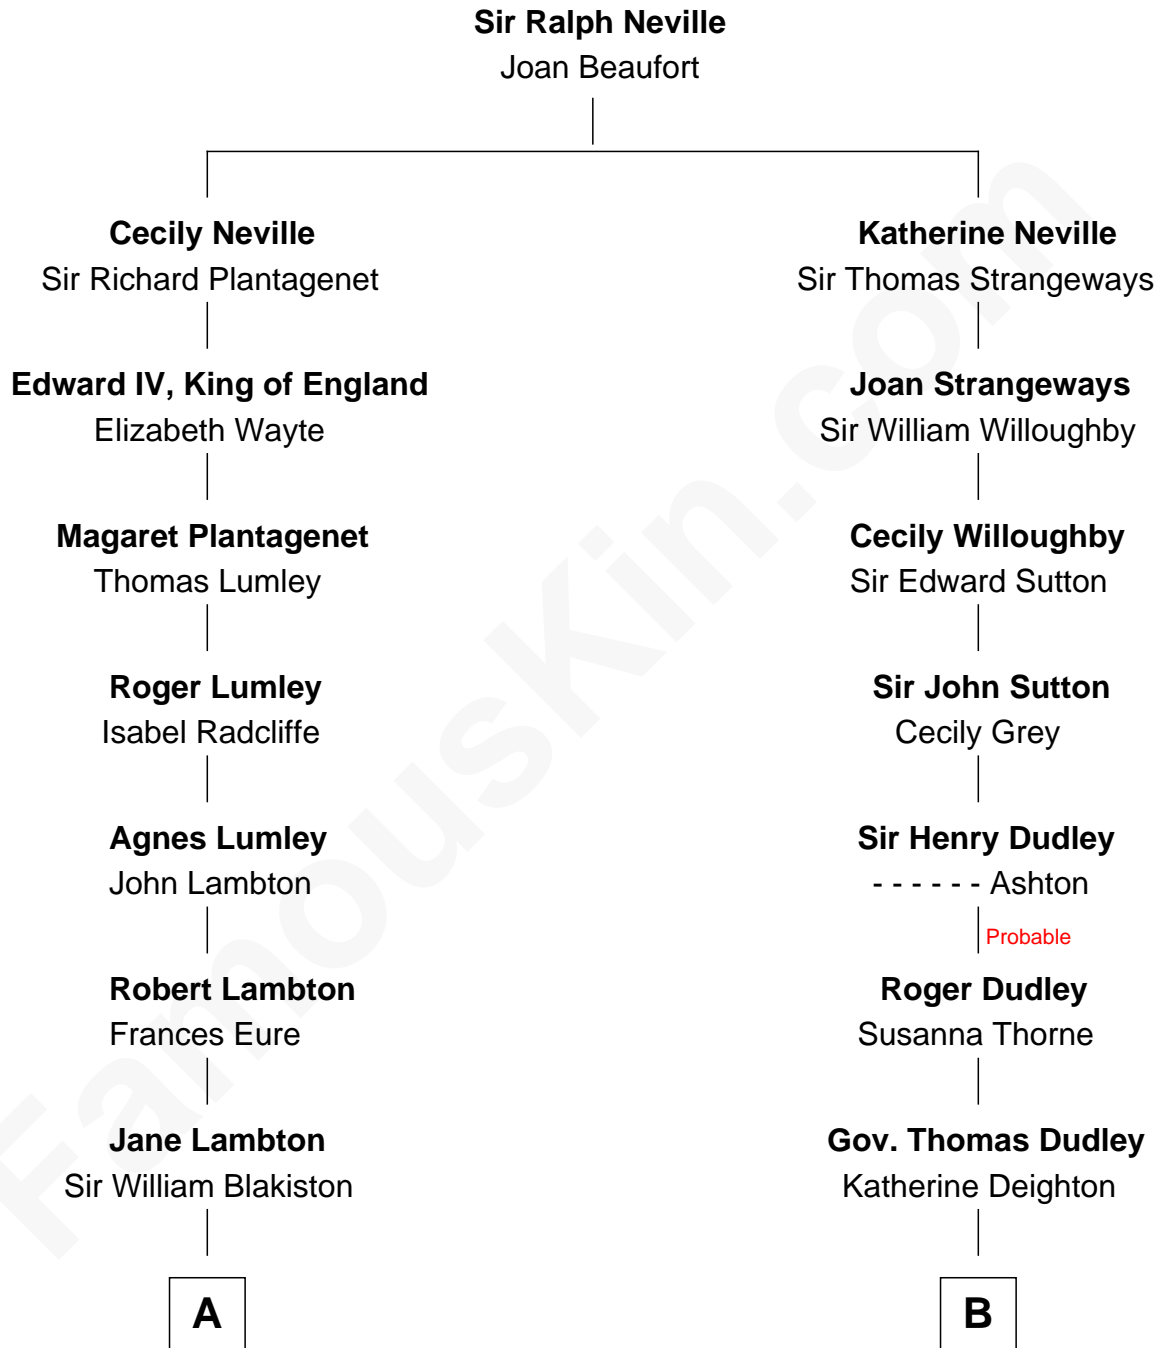 Sir Ralph Neville
Joan Beaufort
Cecily Neville
Sir Richard Plantagenet
Katherine Neville
Sir Thomas Strangeways
Edward IV, King of England
Elizabeth Wayte
Joan Strangeways
Sir William Willoughby
Magaret Plantagenet
Thomas Lumley
Cecily Willoughby
Sir Edward Sutton
Roger Lumley
Isabel Radcliffe
Sir John Sutton
Cecily Grey
Agnes Lumley
John Lambton
Sir Henry Dudley
- - - - - - Ashton
Probable
Robert Lambton
Frances Eure
Roger Dudley
Susanna Thorne
Jane Lambton
Sir William Blakiston
Gov. Thomas Dudley
Katherine Deighton
A
B
FamousKin.com